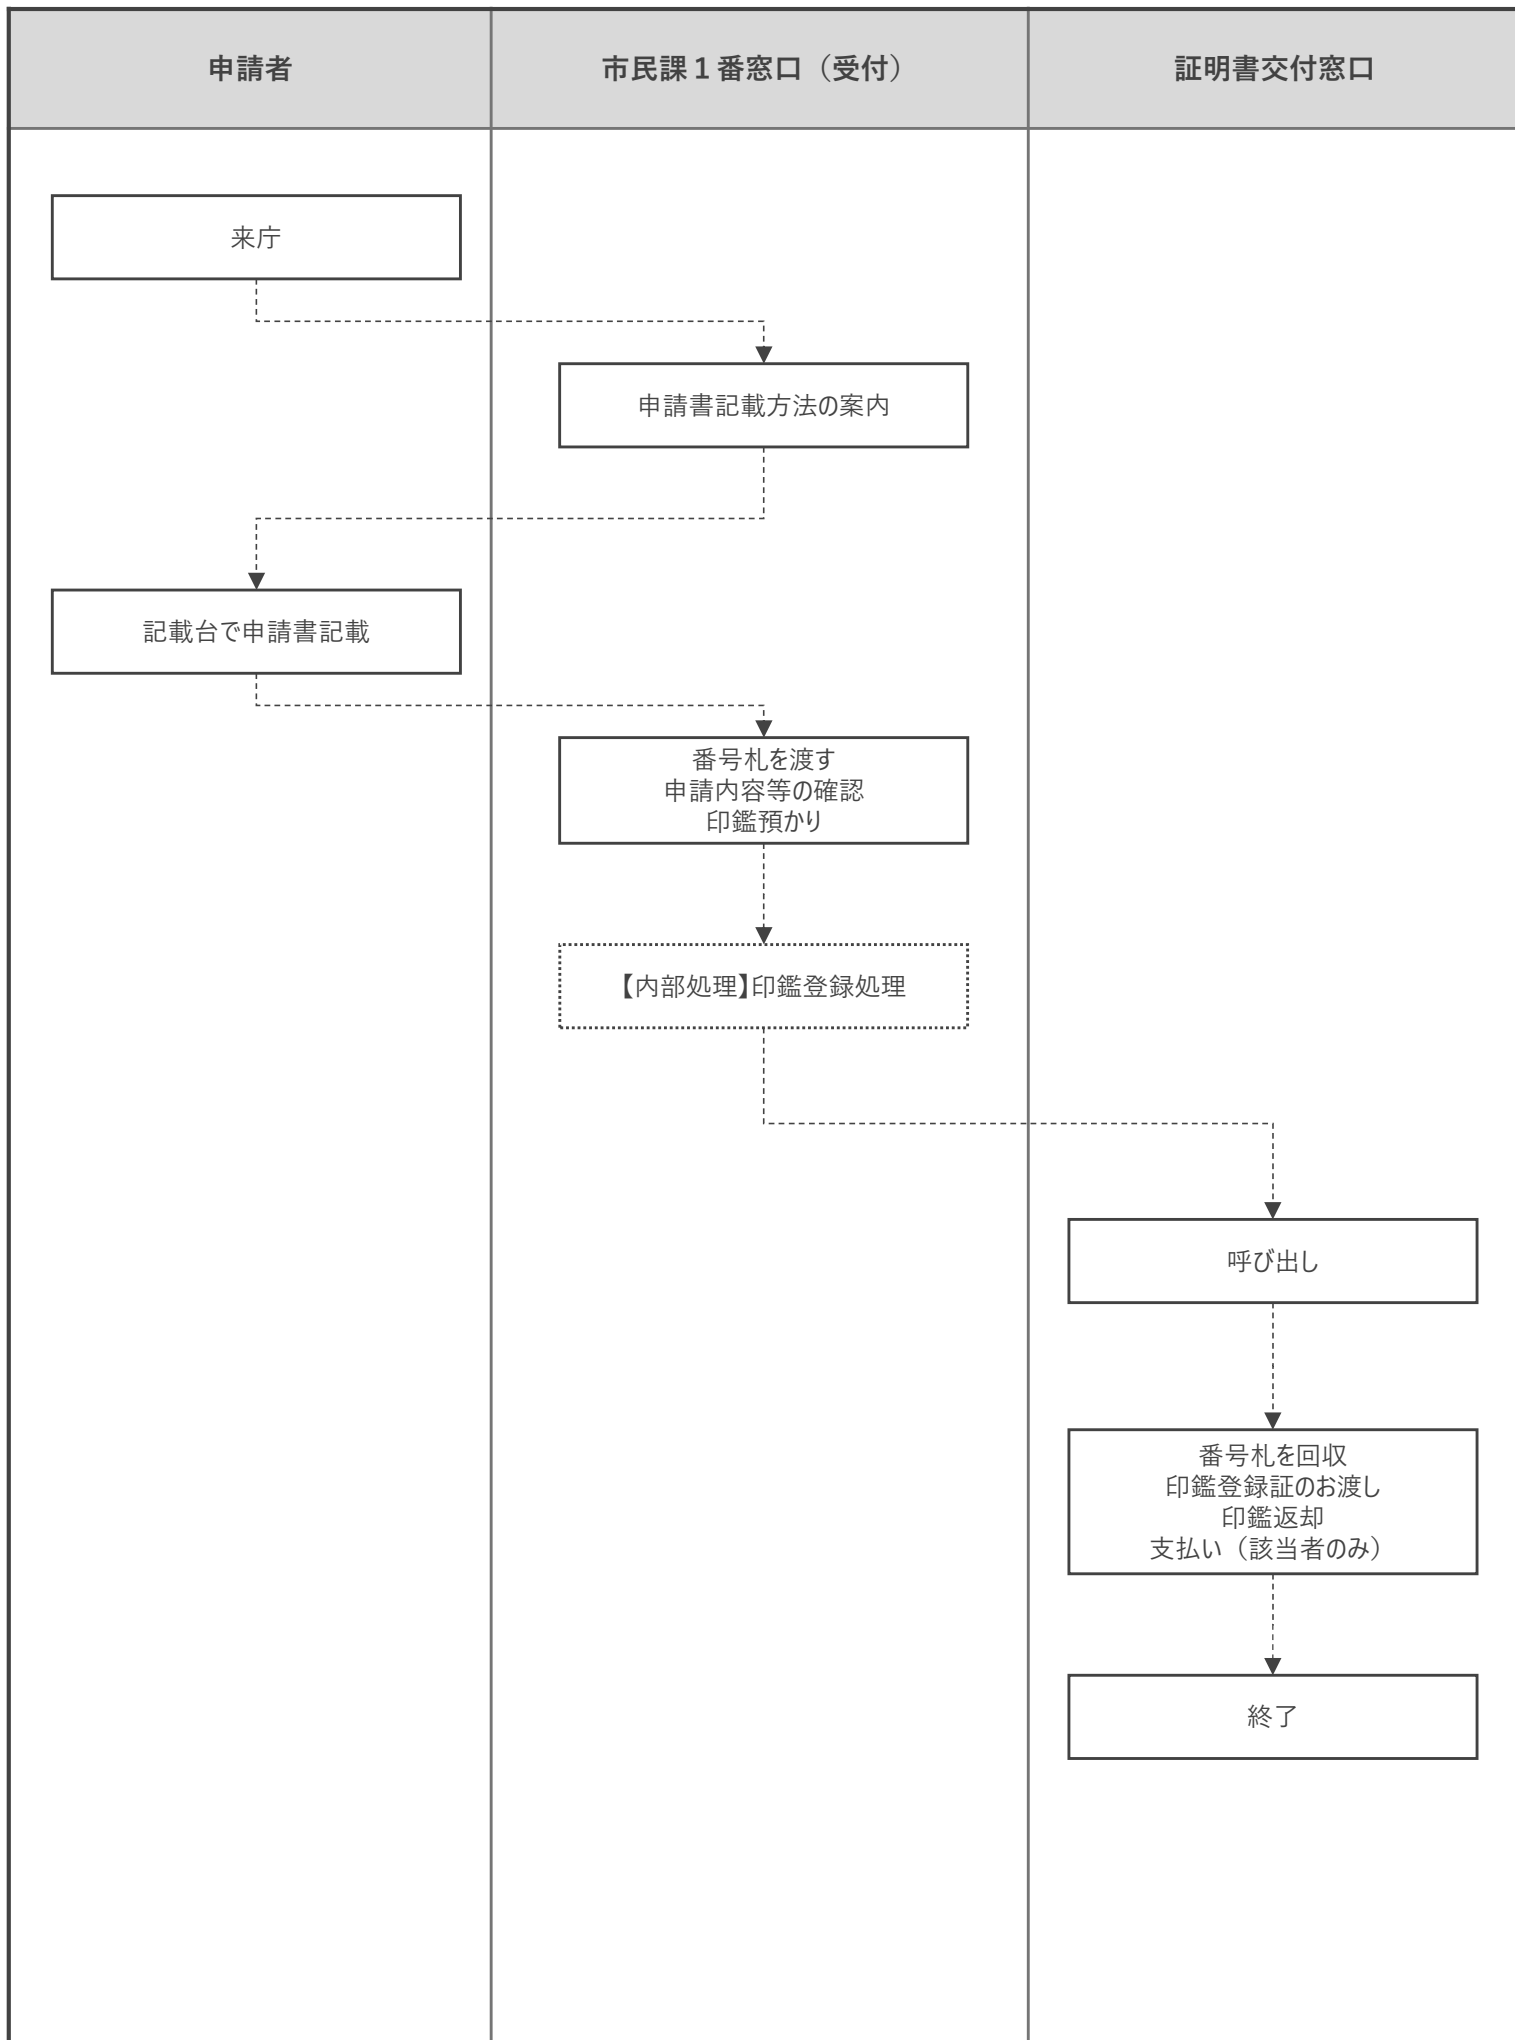 申請者
市民課１番窓口（受付）
証明書交付窓口
来庁
申請書記載方法の案内
記載台で申請書記載
番号札を渡す
申請内容等の確認
印鑑預かり
【内部処理】印鑑登録処理
呼び出し
番号札を回収
印鑑登録証のお渡し
印鑑返却
支払い（該当者のみ）
終了